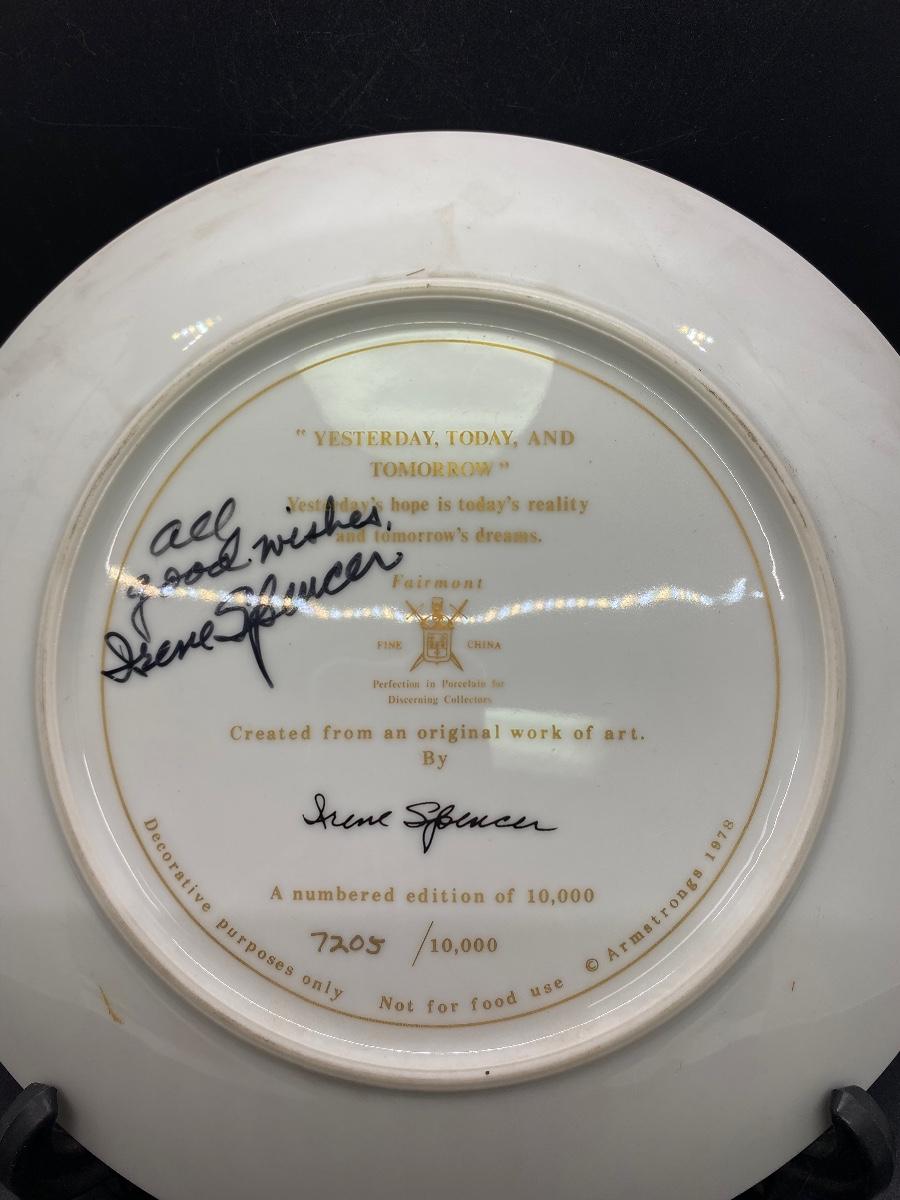 " YESTERDAY, TODAY, AND
TOMORROW "
Yesterday's hope is today's reality
and tomorrow's dreams.
all
good wishes,
Irene Spencer
Fairmont
FINE CHINA
Perfection in Porcelain for
Discerning Collectors
Created from an original work of art.
By
Irene Spencer
A numbered edition of 10,000
7205 /10,000
Decorative purposes only Not for food use © Armstrongs 1978